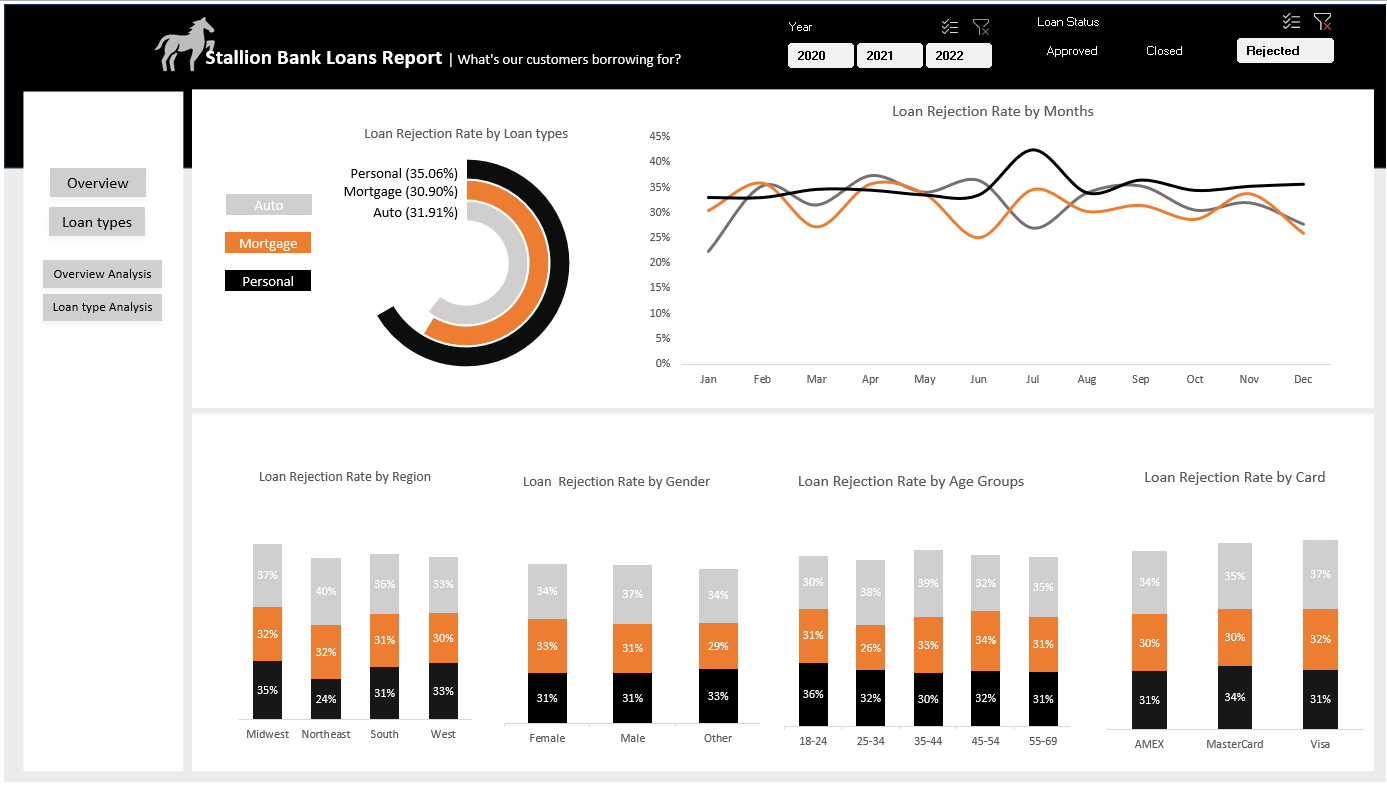 Stallion Bank Loans Report | What's our customers borrowing for?
Year
2020 2021 2022
Loan Status
Approved Closed Rejected
Overview
Loan types
Overview Analysis
Loan type Analysis
Loan Rejection Rate by Loan types
Auto
Mortgage
Personal
Personal (35.06%)
Mortgage (30.90%)
Auto (31.91%)
Loan Rejection Rate by Months
45%
40%
35%
30%
25%
20%
15%
10%
5%
0%
Jan Feb Mar Apr May Jun Jul Aug Sep Oct Nov Dec
Loan Rejection Rate by Region
37% 40% 36% 33%
32% 32% 31% 30%
35% 24% 31% 33%
Midwest Northeast South West
Loan  Rejection Rate by Gender
34% 37% 34%
33% 31% 29%
31% 31% 33%
Female Male Other
Loan Rejection Rate by Age Groups
30% 38% 39% 32% 35%
31% 26% 33% 34% 31%
36% 32% 30% 32% 31%
18-24 25-34 35-44 45-54 55-69
Loan Rejection Rate by Card
34% 35% 37%
30% 30% 32%
31% 34% 31%
AMEX MasterCard Visa